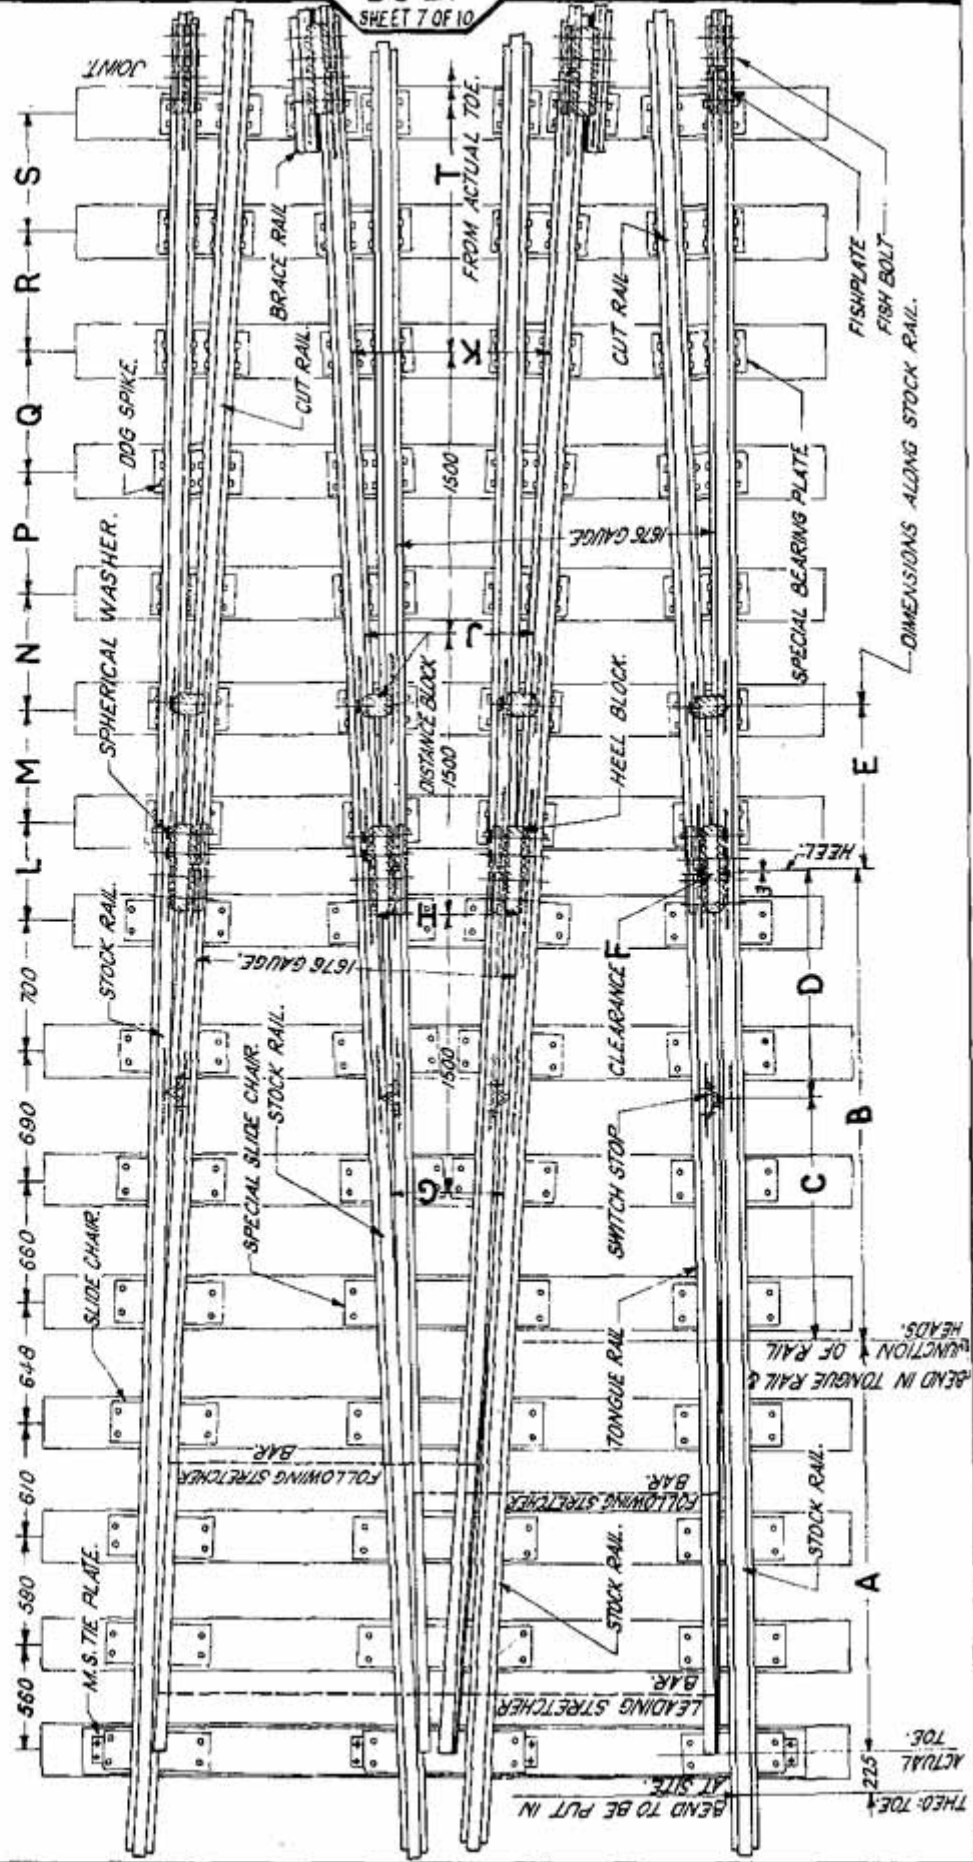 SHEET 7 OF 10
JOINT.
S
R
Q
P
N
M
L
700
690
660
648
610
590
560
DOG SPIKE.
SPHERICAL WASHER.
STOCK RAIL.
SLIDE CHAIR.
M.S. TIE PLATE.
BRACE RAIL
CUT RAIL.
T
FROM ACTUAL TOE.
K
1500
1676 GAUGE.
CUT RAIL
FISHPLATE
FISH BOLT
DIMENSIONS ALONG STOCK RAIL.
SPECIAL BEARING PLATE
J
DISTANCE BLOCK
1500
HEEL BLOCK.
E
HEEL.
3
H
1676 GAUGE.
STOCK RAIL.
SPECIAL SLIDE CHAIR.
1500
G
CLEARANCE F
SWITCH STOP
D
C
B
TONGUE RAIL
BEND IN TONGUE RAIL &
JUNCTION OF RAIL
HEADS.
FOLLOWING STRETCHER
BAR.
FOLLOWING STRETCHER
BAR.
STOCK RAIL.
STOCK RAIL.
A
LEADING STRETCHER
BAR.
BEND TO BE PUT IN
AT SITE.
ACTUAL
TOE.
225
THEO: TOE.